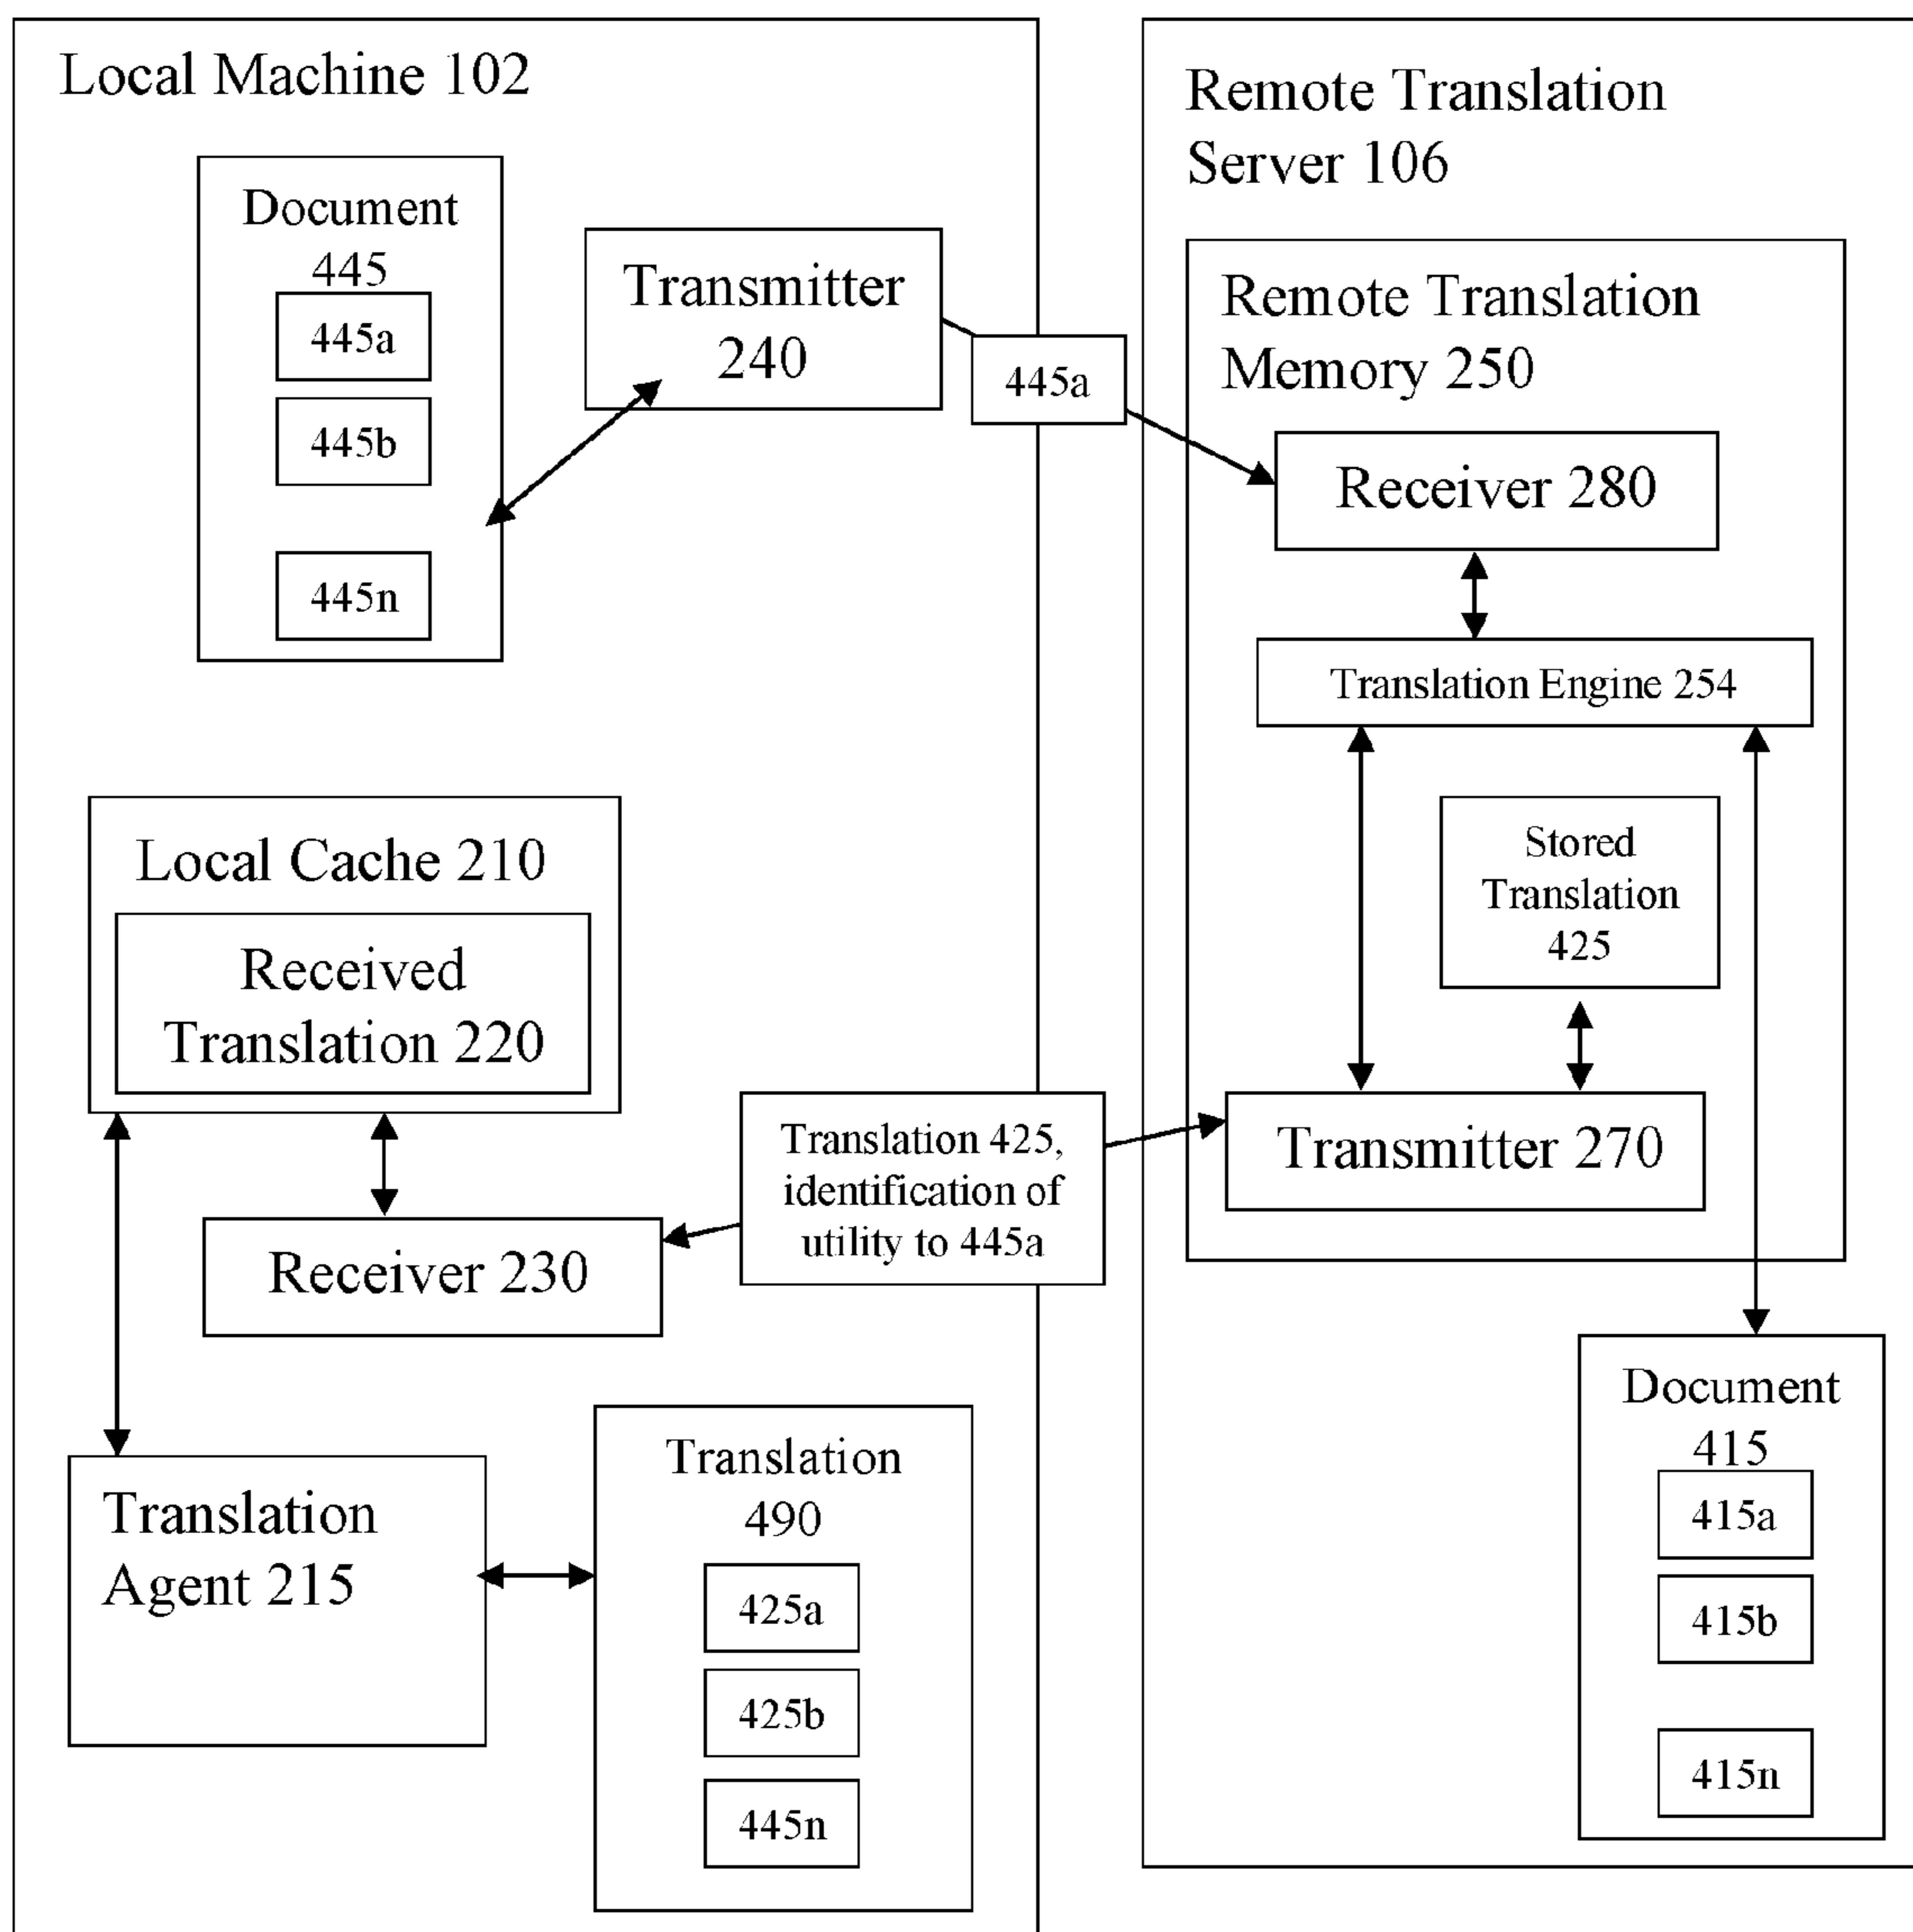 Local Machine 102
Document
445
445a
445b
445n
Transmitter
240
445a
Remote Translation
Server 106
Remote Translation
Memory 250
Receiver 280
Translation Engine 254
Stored
Translation
425
Transmitter 270
Local Cache 210
Received
Translation 220
Translation 425,
identification of
utility to 445a
Receiver 230
Translation
Agent 215
Translation
490
425a
425b
445n
Document
415
415a
415b
415n